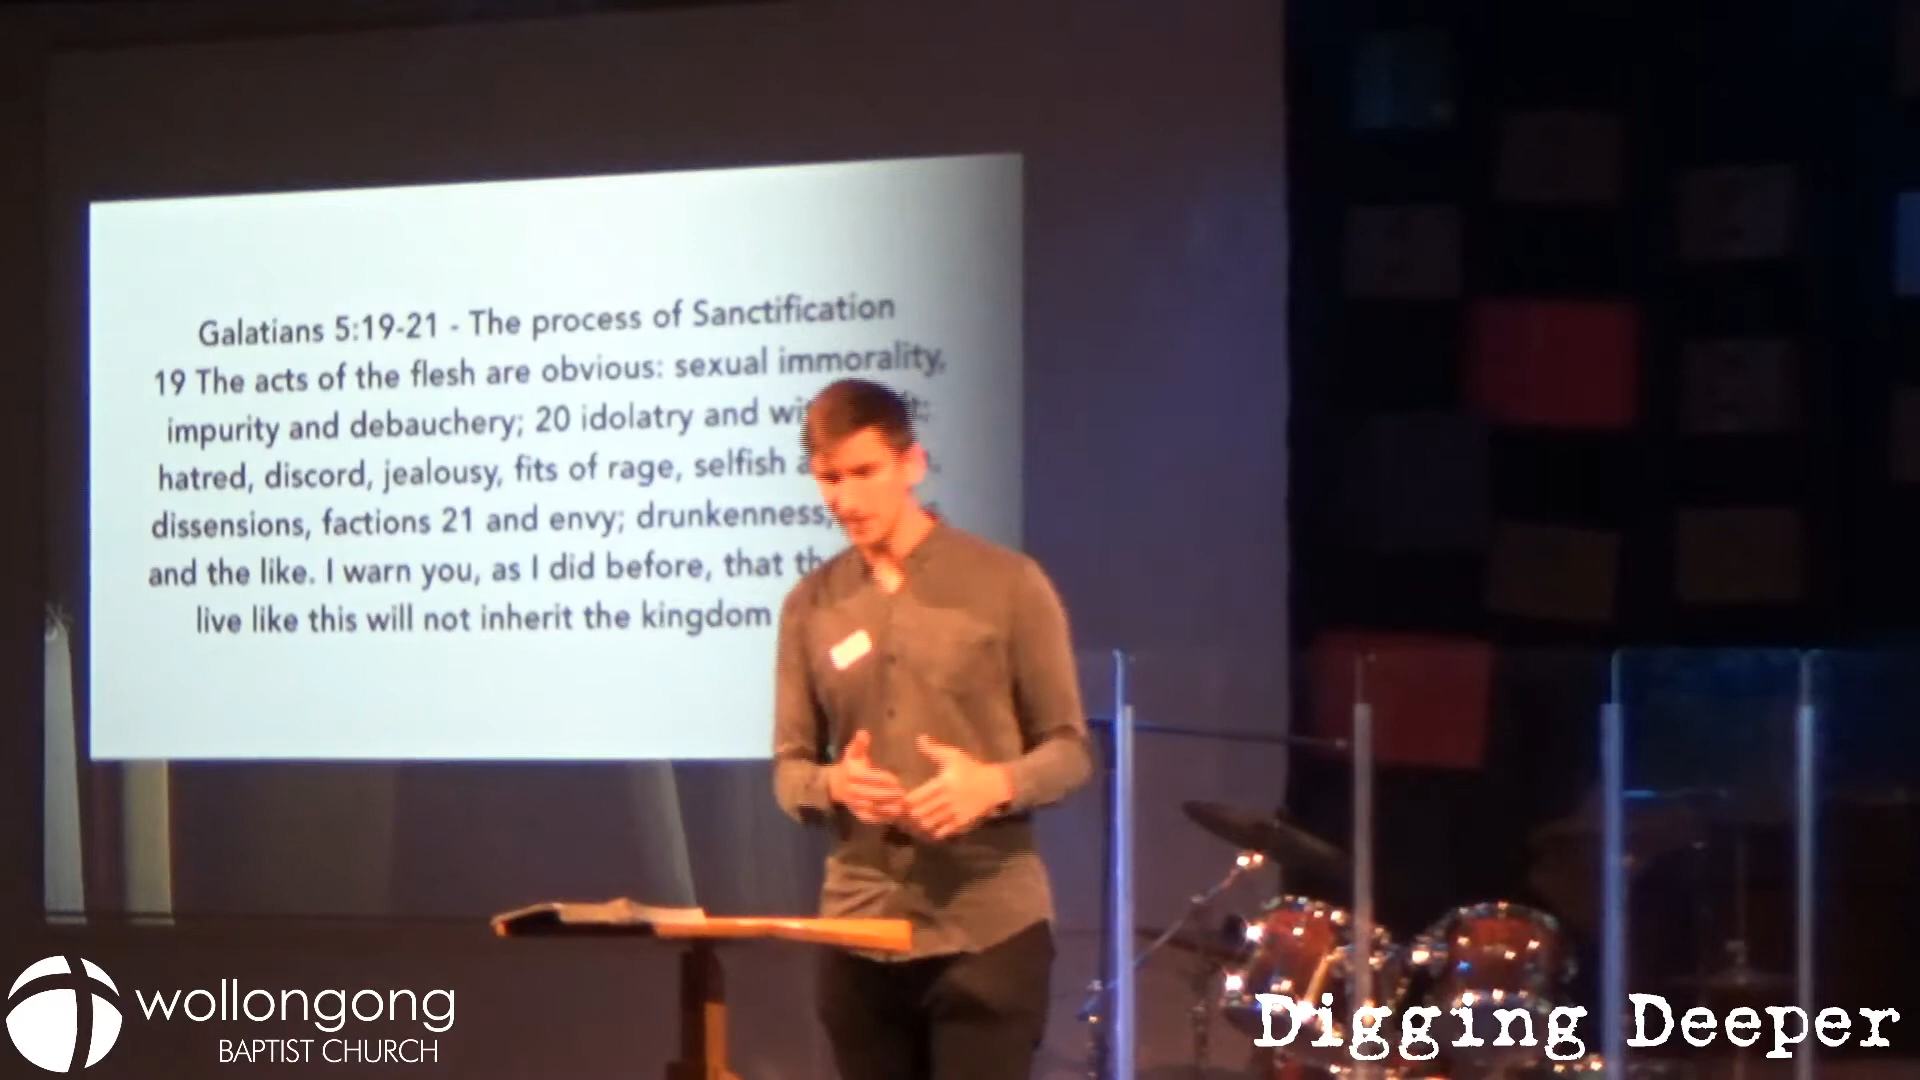 Galatians 5:19-21 - The process of Sanctification
19 The acts of the flesh are obvious: sexual immorality,
impurity and debauchery; 20 idolatry and
hatred, discord, jealousy, fits of rage, selfish
dissensions, factions 21 and envy; drunkenness,
and the like. I warn you, as I did before, that
live like this will not inherit the kingdom
wollongong
BAPTIST CHURCH
Digging Deeper